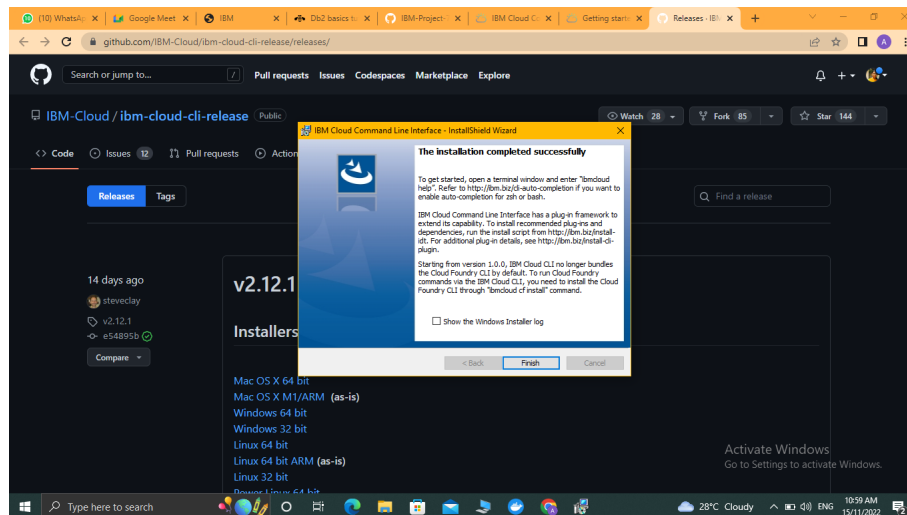 (10) WhatsAp
Google Meet
IBM
Db2 basics tu
IBM-Project-
IBM Cloud C
Getting starte
Releases · IBM
github.com/IBM-Cloud/ibm-cloud-cli-release/releases/
A
Search or jump to...
/
Pull requests Issues Codespaces Marketplace Explore
IBM-Cloud / ibm-cloud-cli-release Public
Watch 28
Fork 85
Star 144
IBM Cloud Command Line Interface - InstallShield Wizard
<> Code
Issues 12
Pull requests
Action
The installation completed successfully
To get started, open a terminal window and enter "ibmcloud
help". Refer to http://ibm.biz/cli-auto-completion if you want to
enable auto-completion for zsh or bash.
IBM Cloud Command Line Interface has a plug-in framework to
extend its capability. To install recommended plug-ins and
dependencies, run the install script from http://ibm.biz/install-
idt. For additional plug-in details, see http://ibm.biz/install-cli-
plugin.
Starting from version 1.0.0, IBM Cloud CLI no longer bundles
the Cloud Foundry CLI by default. To run Cloud Foundry
commands via the IBM Cloud CLI, you need to install the Cloud
Foundry CLI through "ibmcloud cf install" command.
Show the Windows Installer log
< Back Finish Cancel
Releases Tags
Find a release
14 days ago
steveclay
v2.12.1
e54895b
Compare
v2.12.1
Installers
Mac OS X 64 bit
Mac OS X M1/ARM (as-is)
Windows 64 bit
Windows 32 bit
Linux 64 bit
Linux 64 bit ARM (as-is)
Linux 32 bit
Power Linux 64 bit
Activate Windows
Go to Settings to activate Windows.
Type here to search
28°C Cloudy
ENG
10:59 AM
15/11/2022